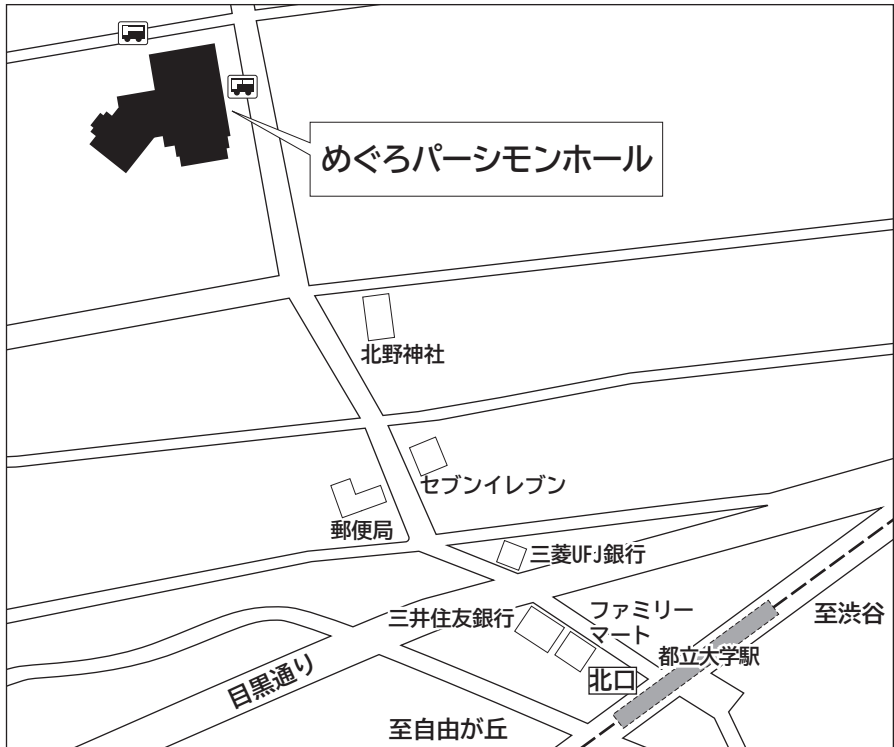 めぐろパーシモンホール
北野神社
セブンイレブン
郵便局
三菱UFJ銀行
三井住友銀行
ファミリー
マート
至渋谷
都立大学駅
北口
目黒通り
至自由が丘